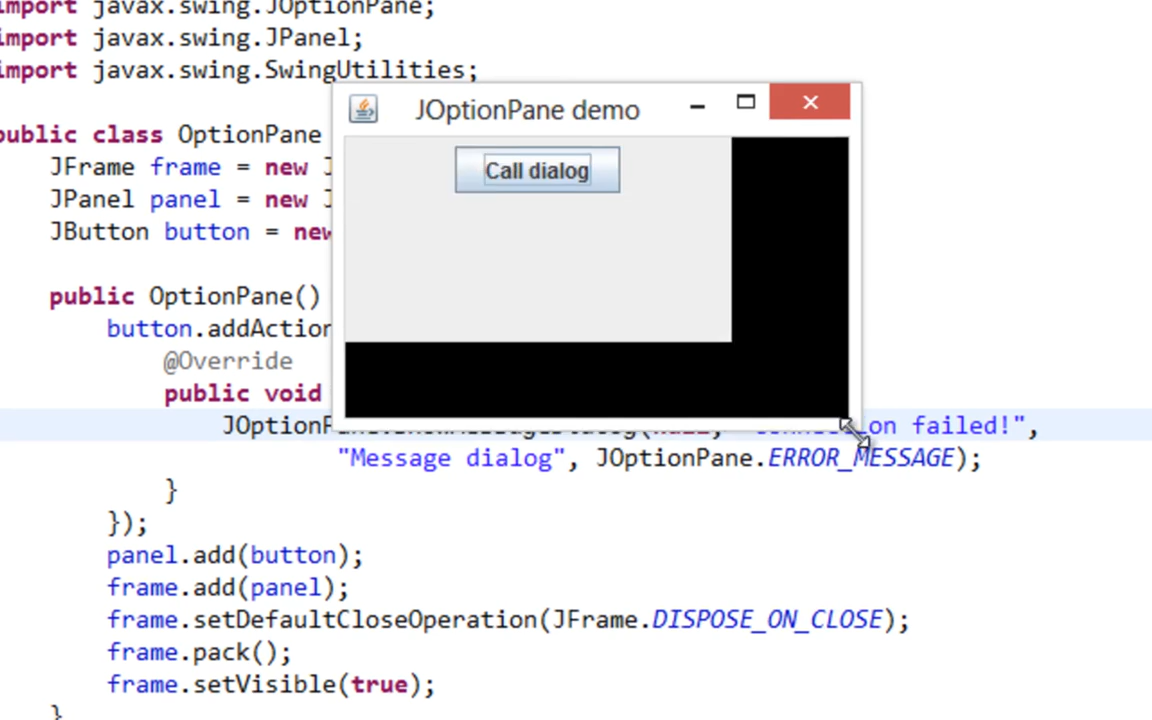 import javax.swing.JOptionPane;
import javax.swing.JPanel;
import javax.swing.SwingUtilities;
JOptionPane demo
public class OptionPane
JFrame frame = new
Call dialog
JPanel panel = new
JButton button = new
public OptionPane()
button.addAction
@Override
public void
JOptionP on failed!",
"Message dialog", JOptionPane.ERROR_MESSAGE);
}
});
panel.add(button);
frame.add(panel);
frame.setDefaultCloseOperation(JFrame.DISPOSE_ON_CLOSE);
frame.pack();
frame.setVisible(true);
}